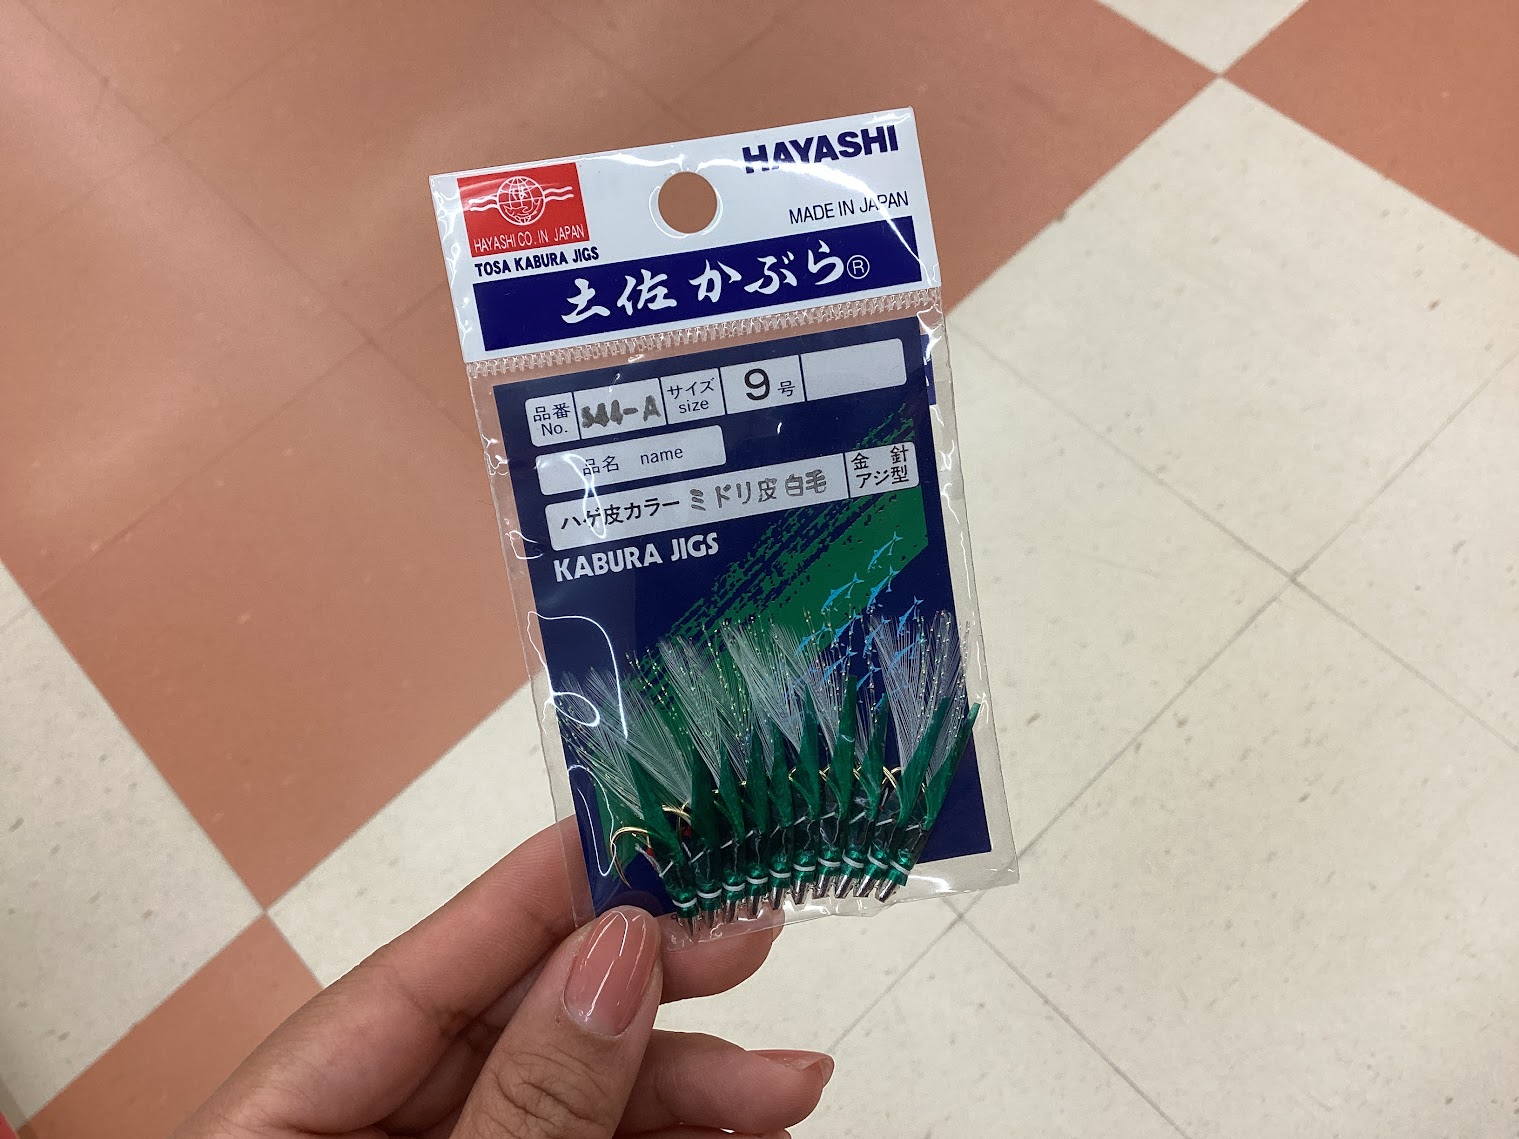 HAYASHI
MADE IN JAPAN
HAYASHI CO. IN JAPAN
TOSA KABURA JIGS
土佐かぶら®
品番 No. 544-A サイズ size 9号
品名 name
ハゲ皮カラー ミドリ皮 白毛 金針 アジ型
KABURA JIGS